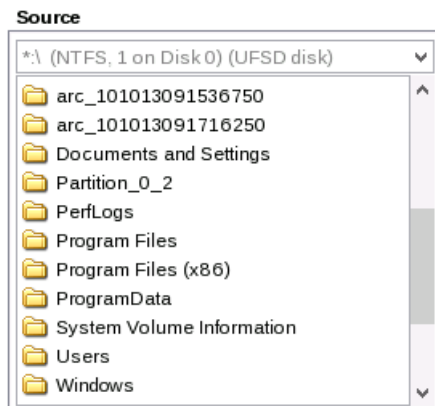 Source
*:\ (NTFS, 1 on Disk 0) (UFSD disk)
arc_101013091536750
arc_101013091716250
Documents and Settings
Partition_0_2
PerfLogs
Program Files
Program Files (x86)
ProgramData
System Volume Information
Users
Windows